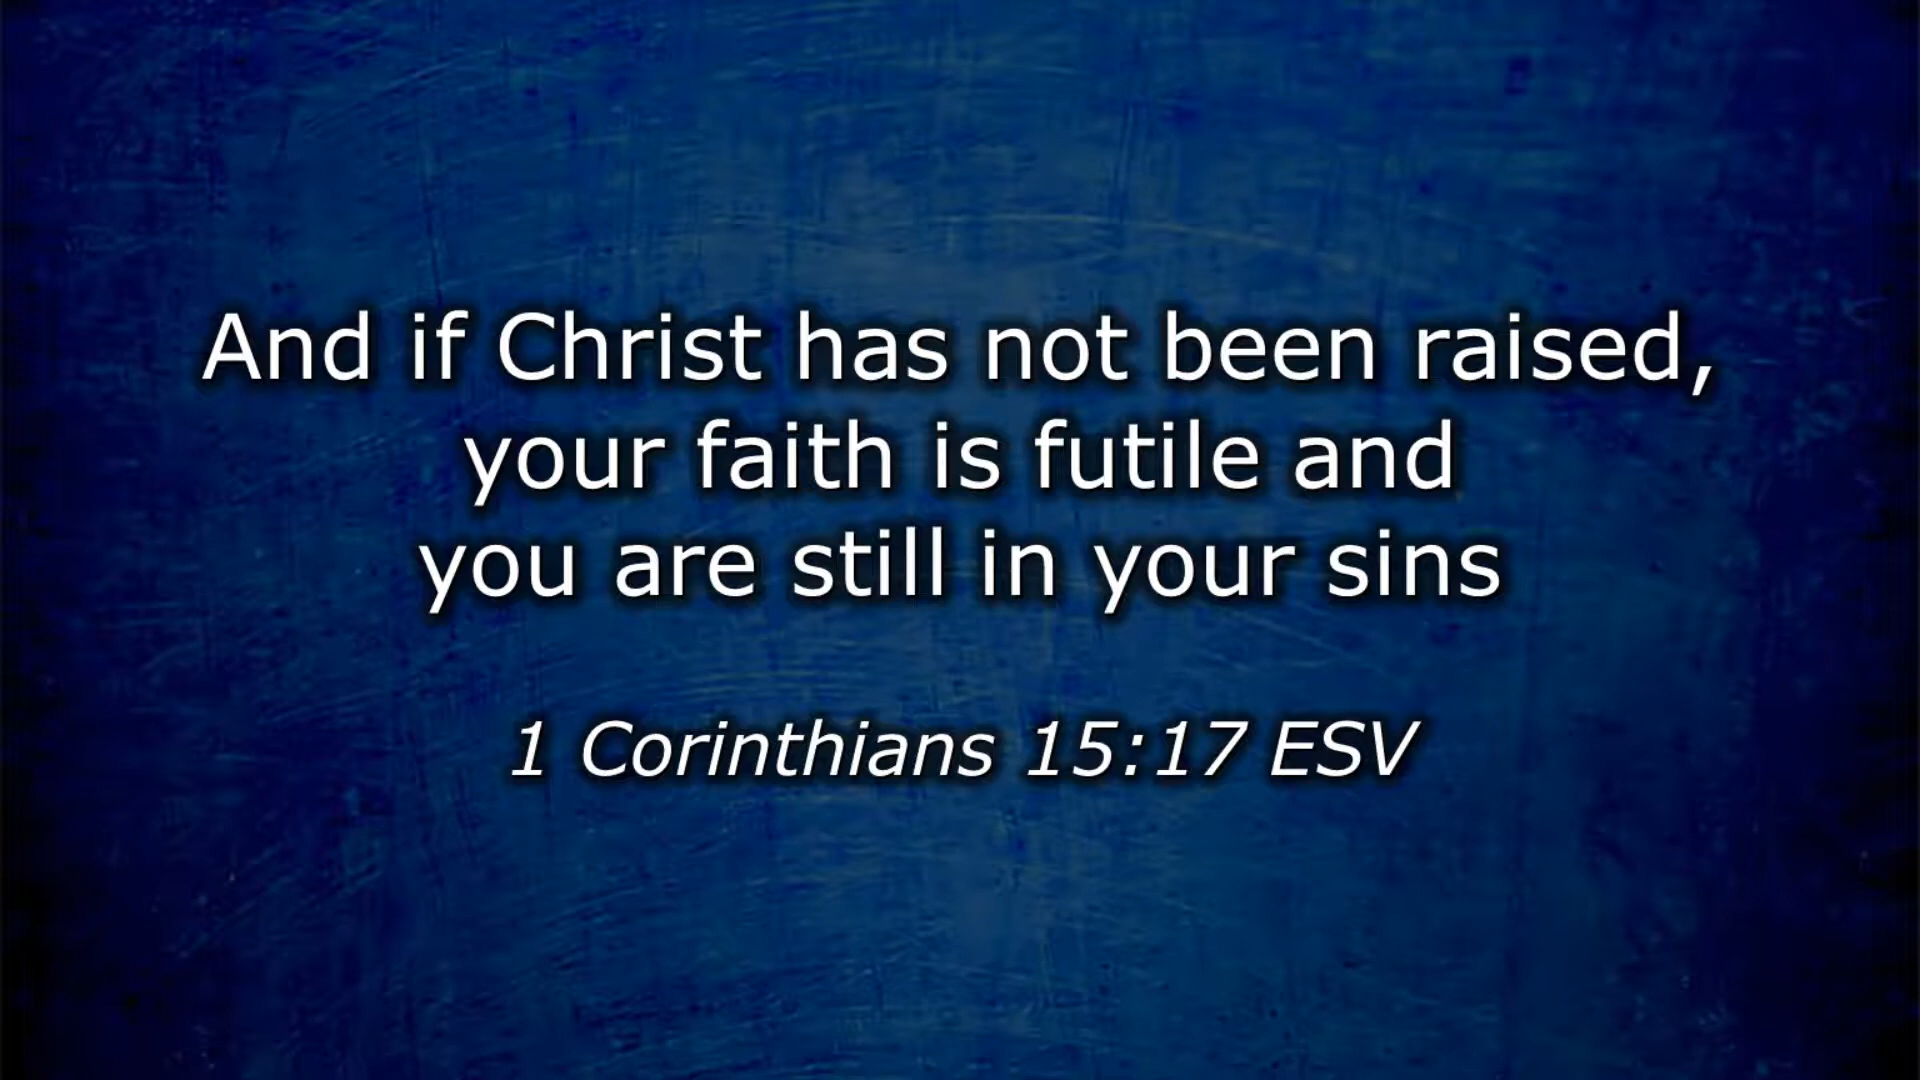 And if Christ has not been raised,
your faith is futile and
you are still in your sins
1 Corinthians 15:17 ESV